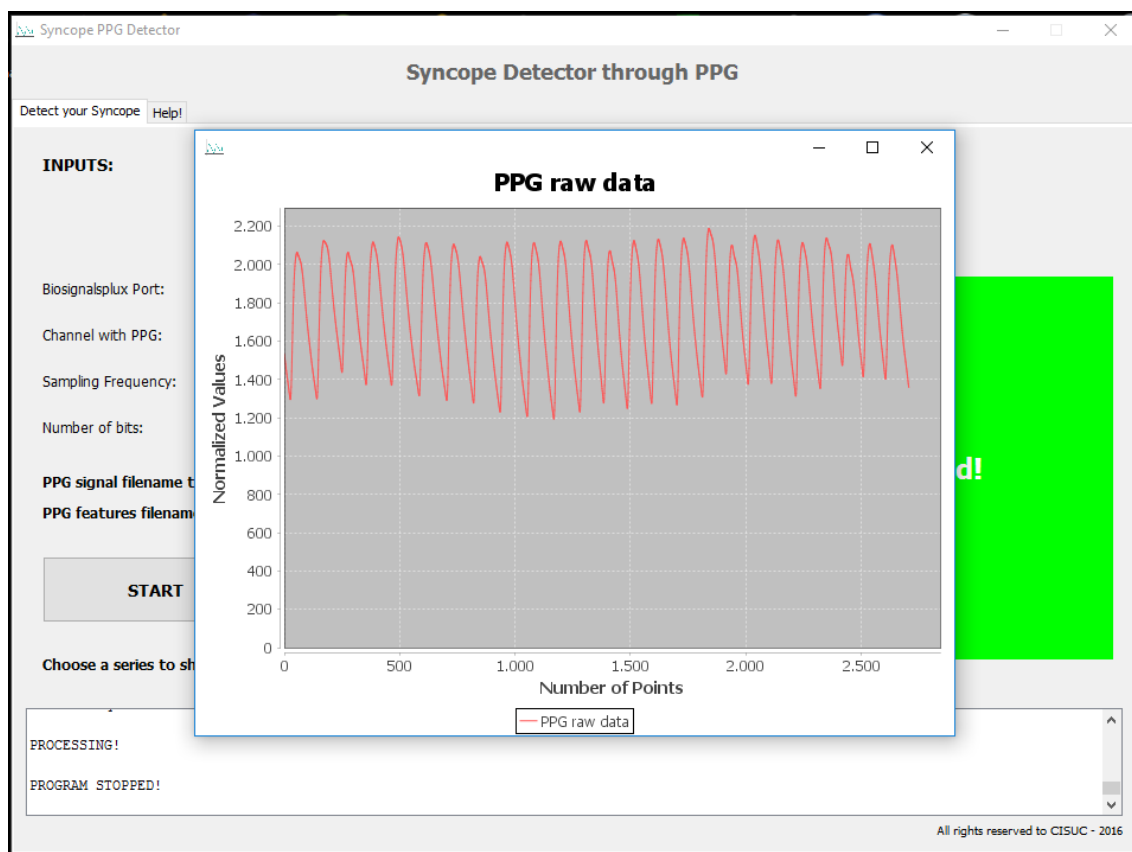 Syncope PPG Detector
Syncope Detector through PPG
Detect your Syncope Help!
INPUTS:
Biosignalsplux Port:
Channel with PPG:
Sampling Frequency:
Number of bits:
PPG signal filename t
PPG features filenam
START
Choose a series to sh
PPG raw data
Normalized Values
2.200
2.000
1.800
1.600
1.400
1.200
1.000
800
600
400
200
0
0 500 1.000 1.500 2.000 2.500
Number of Points
PPG raw data
d!
PROCESSING!
PROGRAM STOPPED!
All rights reserved to CISUC - 2016